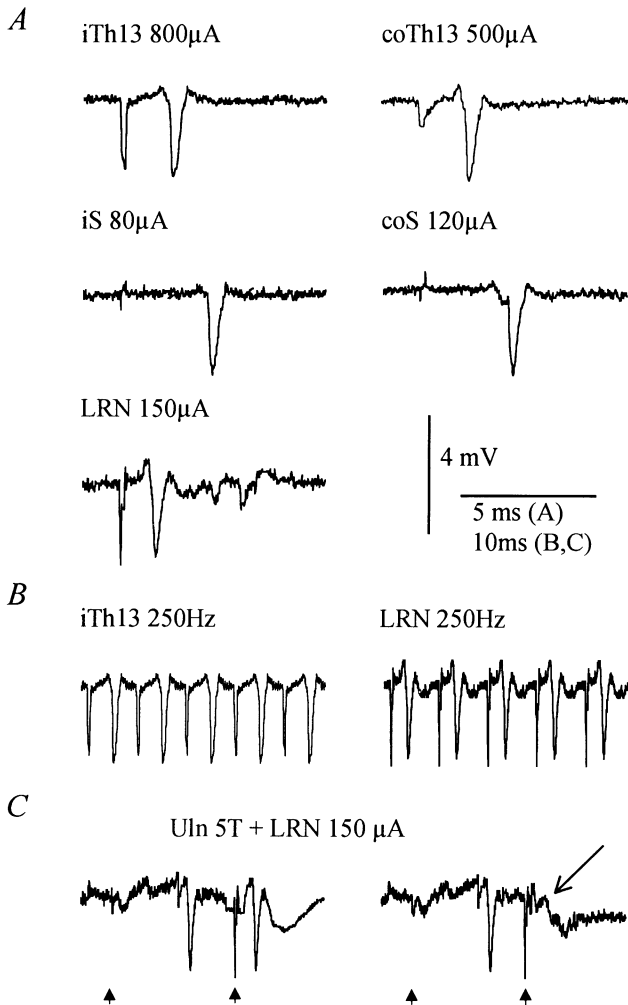 A
iTh13 800µA
coTh13 500µA
iS 80µA
coS 120µA
LRN 150µA
4 mV
5 ms (A)
10ms (B,C)
B
iTh13 250Hz
LRN 250Hz
C
Uln 5T + LRN 150 µA